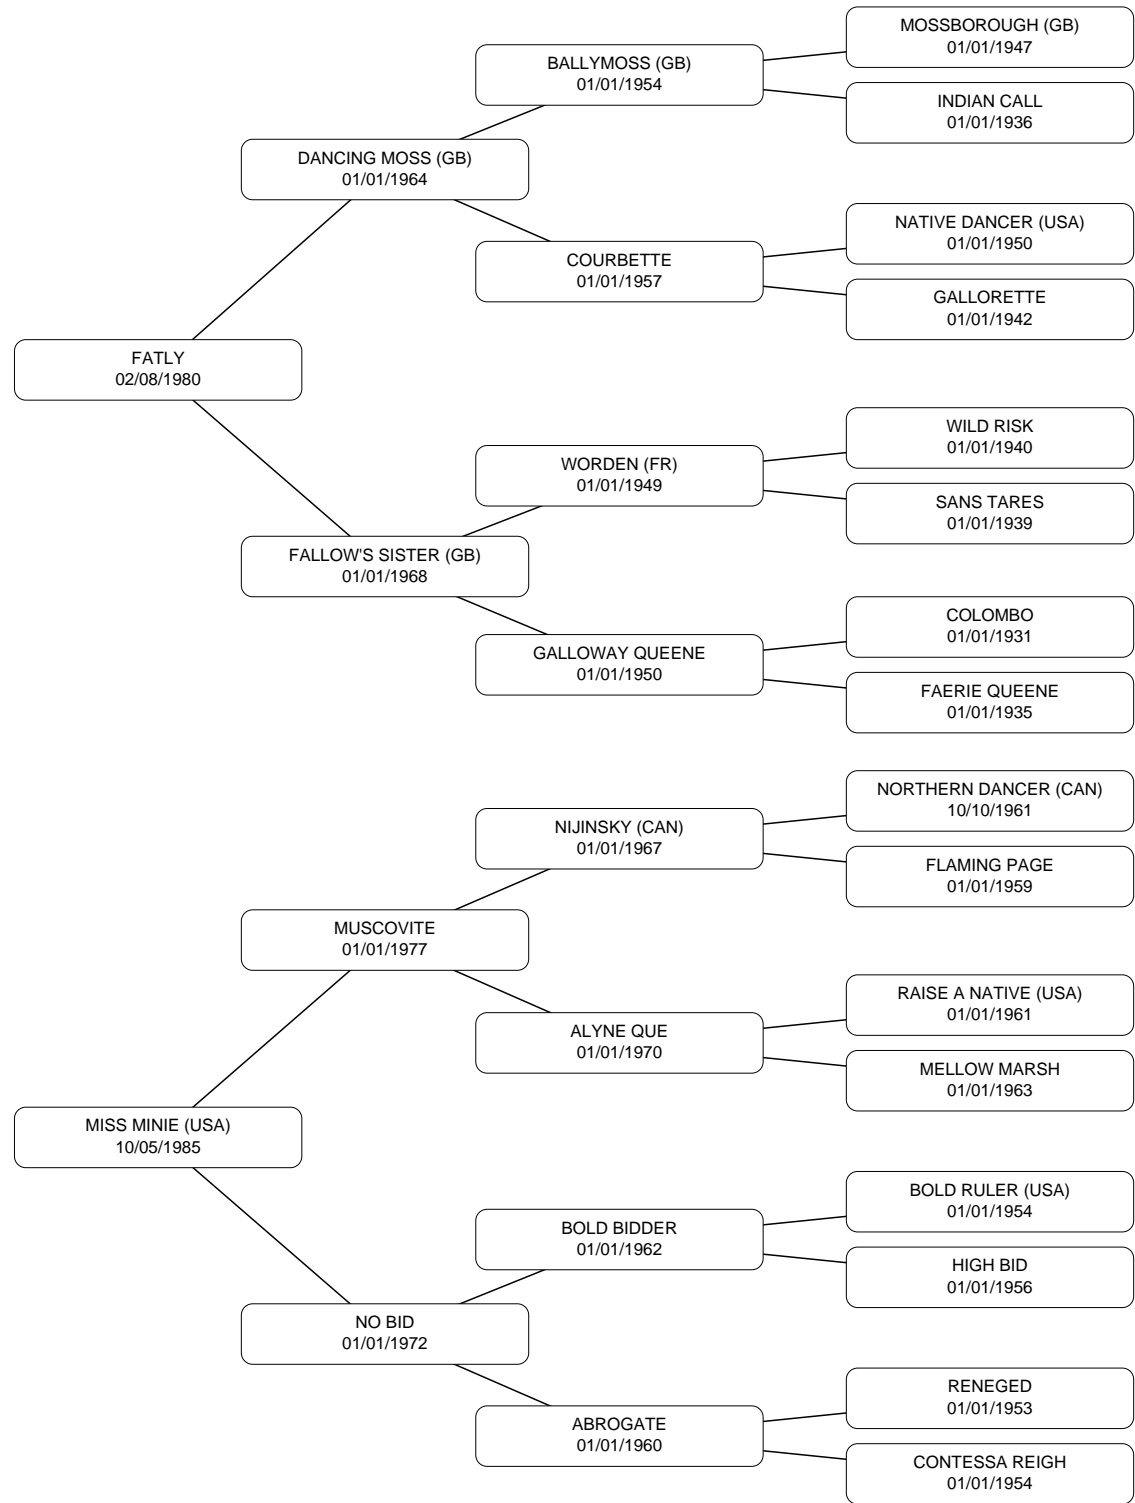 MOSSBOROUGH (GB)
01/01/1947
BALLYMOSS (GB)
01/01/1954
INDIAN CALL
01/01/1936
DANCING MOSS (GB)
01/01/1964
NATIVE DANCER (USA)
01/01/1950
COURBETTE
01/01/1957
GALLORETTE
01/01/1942
FATLY
02/08/1980
WILD RISK
01/01/1940
WORDEN (FR)
01/01/1949
SANS TARES
01/01/1939
FALLOW'S SISTER (GB)
01/01/1968
COLOMBO
01/01/1931
GALLOWAY QUEENE
01/01/1950
FAERIE QUEENE
01/01/1935
NORTHERN DANCER (CAN)
10/10/1961
NIJINSKY (CAN)
01/01/1967
FLAMING PAGE
01/01/1959
MUSCOVITE
01/01/1977
RAISE A NATIVE (USA)
01/01/1961
ALYNE QUE
01/01/1970
MELLOW MARSH
01/01/1963
MISS MINIE (USA)
10/05/1985
BOLD RULER (USA)
01/01/1954
BOLD BIDDER
01/01/1962
HIGH BID
01/01/1956
NO BID
01/01/1972
RENEGED
01/01/1953
ABROGATE
01/01/1960
CONTESSA REIGH
01/01/1954